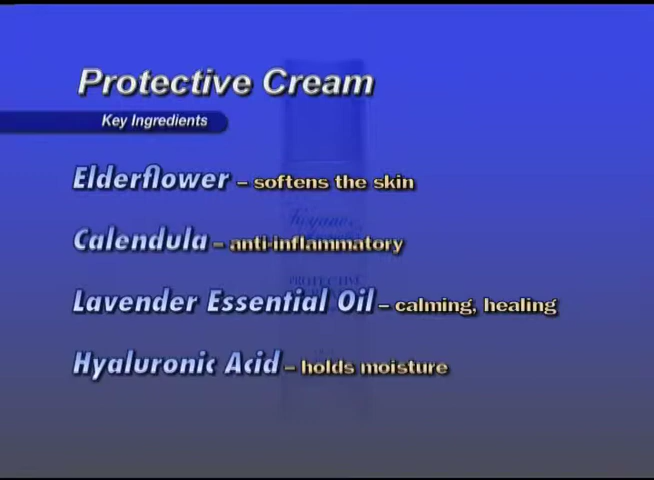 Protective Cream
Key Ingredients
Elderflower – softens the skin
Calendula – anti-inflammatory
PROTECTIVE
Lavender Essential Oil – calming, healing
Hyaluronic Acid – holds moisture